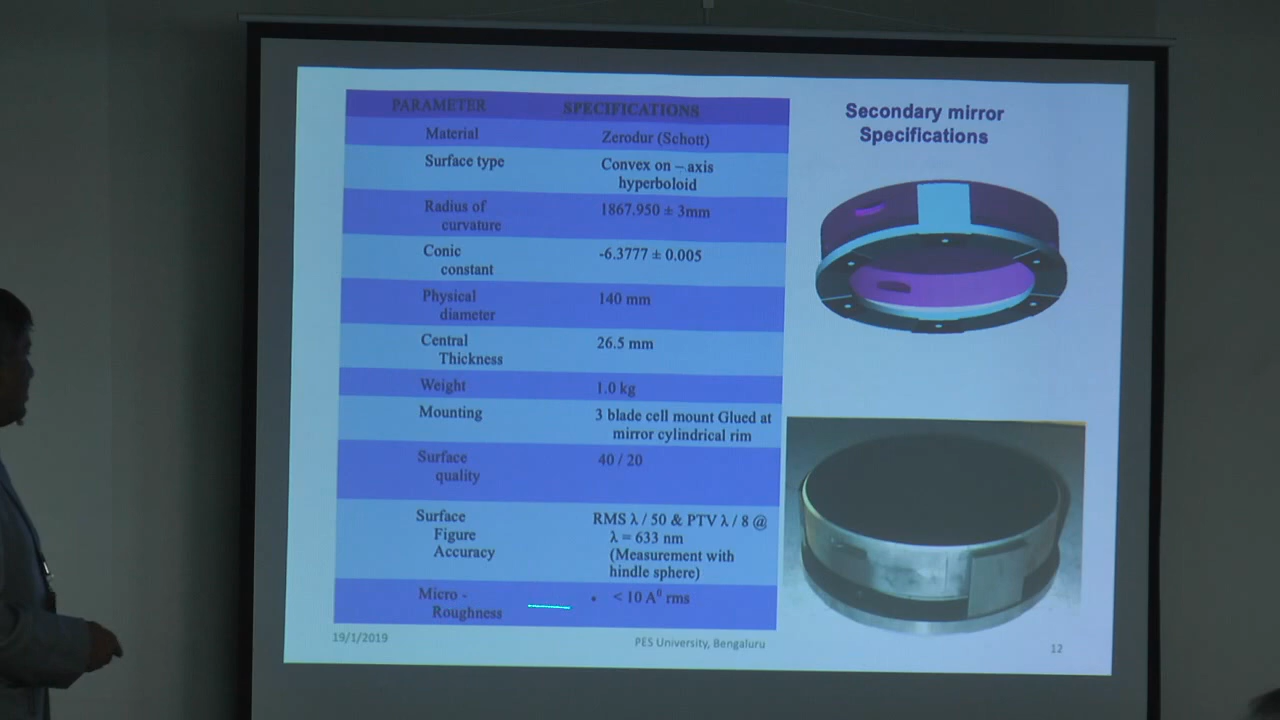 PARAMETER SPECIFICATIONS
Material Zerodur (Schott)
Surface type Convex on – axis
hyperboloid
Radius of 1867.950 ± 3mm
curvature
Conic -6.3777 ± 0.005
constant
Physical 140 mm
diameter
Central 26.5 mm
Thickness
Weight 1.0 kg
Mounting 3 blade cell mount Glued at
mirror cylindrical rim
Surface 40 / 20
quality
Surface RMS λ / 50 & PTV λ / 8 @
Figure λ = 633 nm
Accuracy (Measurement with
hindle sphere)
Micro - • < 10 A⁰ rms
Roughness
Secondary mirror
Specifications
19/1/2019 PES University, Bengaluru 12